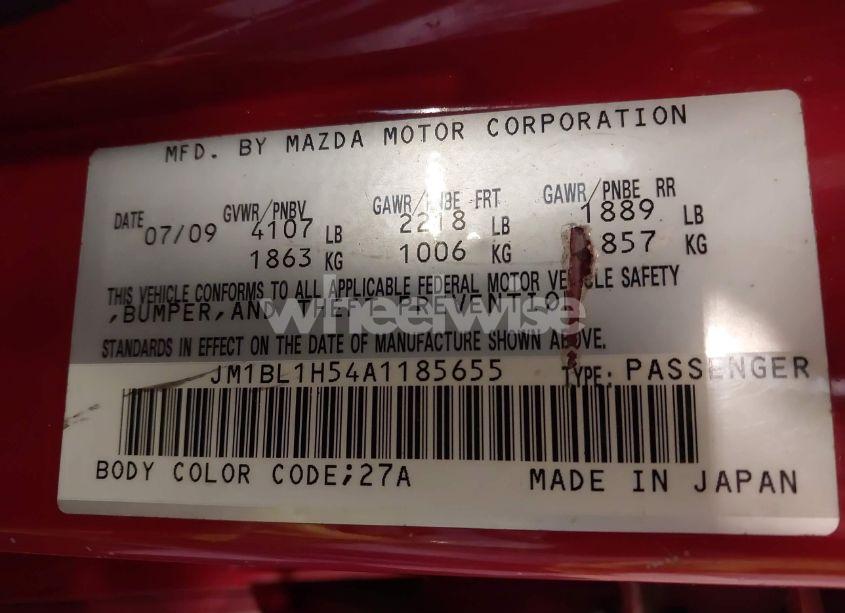 MFD. BY MAZDA MOTOR CORPORATION
DATE 07/09 GVWR/PNBV 4107 LB 1863 KG
GAWR/PNBE FRT 2218 LB 1006 KG
GAWR/PNBE RR 1889 LB 857 KG
THIS VEHICLE CONFORMS TO ALL APPLICABLE FEDERAL MOTOR VEHICLE SAFETY
,BUMPER,AND THEFT PREVENTIO
STANDARDS IN EFFECT ON THE DATE OF MANUFACTURE SHOWN ABOVE.
JM1BL1H54A1185655 TYPE: PASSENGER
BODY COLOR CODE;27A MADE IN JAPAN
wheelwise